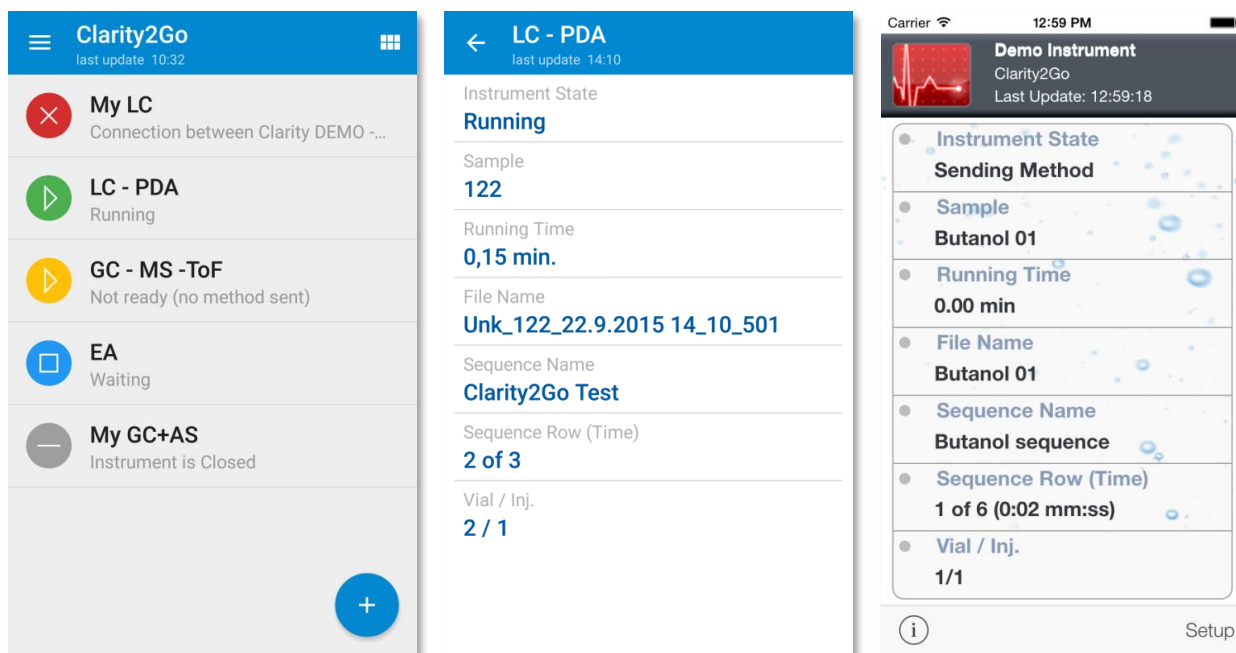 Clarity2Go
last update 10:32
My LC
Connection between Clarity DEMO -...
LC - PDA
Running
GC - MS -ToF
Not ready (no method sent)
EA
Waiting
My GC+AS
Instrument is Closed
+
LC - PDA
last update 14:10
Instrument State
Running
Sample
122
Running Time
0,15 min.
File Name
Unk_122_22.9.2015 14_10_501
Sequence Name
Clarity2Go Test
Sequence Row (Time)
2 of 3
Vial / Inj.
2 / 1
Carrier 12:59 PM
Demo Instrument
Clarity2Go
Last Update: 12:59:18
Instrument State
Sending Method
Sample
Butanol 01
Running Time
0.00 min
File Name
Butanol 01
Sequence Name
Butanol sequence
Sequence Row (Time)
1 of 6 (0:02 mm:ss)
Vial / Inj.
1/1
i Setup